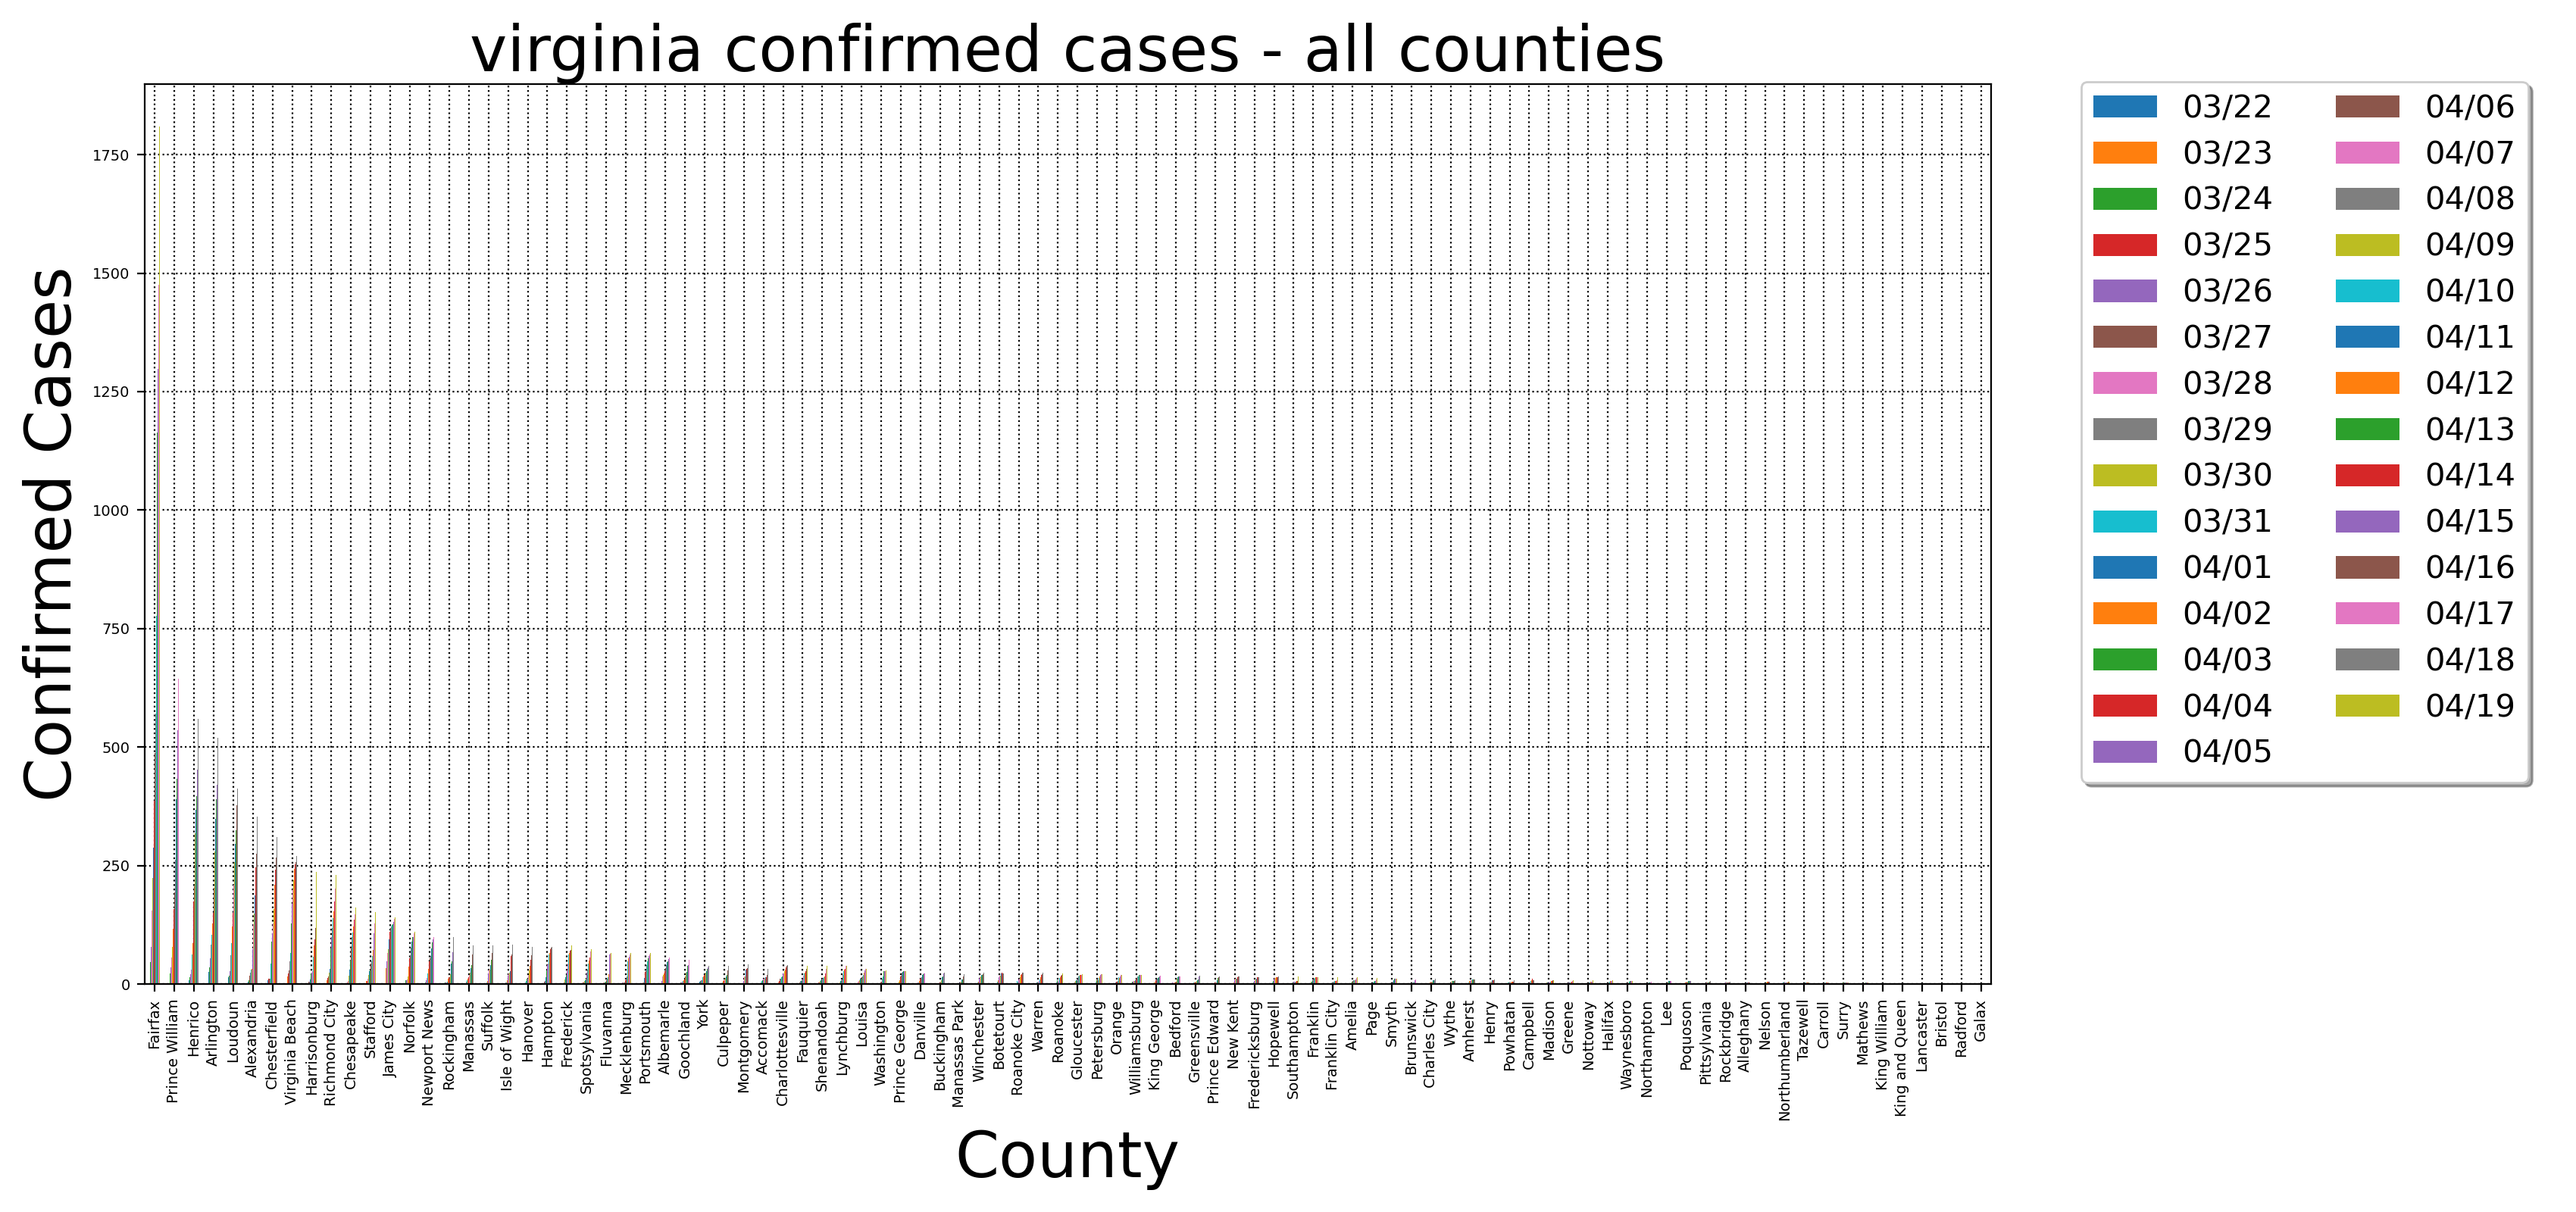 virginia confirmed cases - all counties
Confirmed Cases
1750
1500
1250
1000
750
500
250
0
Fairfax
Prince William
Henrico
Arlington
Loudoun
Alexandria
Chesterfield
Virginia Beach
Harrisonburg
Richmond City
Chesapeake
Stafford
James City
Norfolk
Newport News
Rockingham
Manassas
Suffolk
Isle of Wight
Hanover
Hampton
Frederick
Spotsylvania
Fluvanna
Mecklenburg
Portsmouth
Albemarle
Goochland
York
Culpeper
Montgomery
Accomack
Charlottesville
Fauquier
Shenandoah
Lynchburg
Louisa
Washington
Prince George
Danville
Buckingham
Manassas Park
Winchester
Botetourt
Roanoke City
Warren
Roanoke
Gloucester
Petersburg
Orange
Williamsburg
King George
Bedford
Greensville
Prince Edward
New Kent
Fredericksburg
Hopewell
Southampton
Franklin
Franklin City
Amelia
Page
Smyth
Brunswick
Charles City
Wythe
Amherst
Henry
Powhatan
Campbell
Madison
Greene
Nottoway
Halifax
Waynesboro
Northampton
Lee
Poquoson
Pittsylvania
Rockbridge
Alleghany
Nelson
Northumberland
Tazewell
Carroll
Surry
Mathews
King William
King and Queen
Lancaster
Bristol
Radford
Galax
County
03/22
03/23
03/24
03/25
03/26
03/27
03/28
03/29
03/30
03/31
04/01
04/02
04/03
04/04
04/05
04/06
04/07
04/08
04/09
04/10
04/11
04/12
04/13
04/14
04/15
04/16
04/17
04/18
04/19